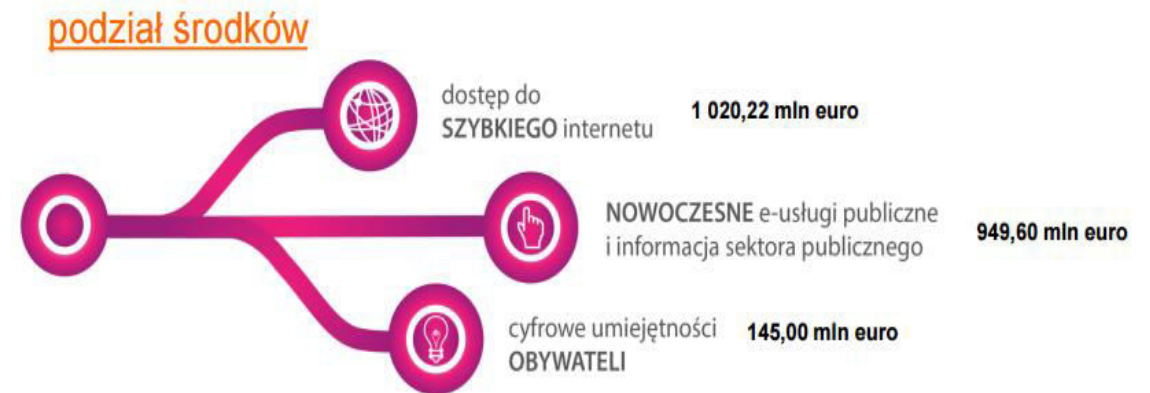 podział środków
dostęp do
SZYBKIEGO internetu
1 020,22 mln euro
NOWOCZESNE e-usługi publiczne
i informacja sektora publicznego
949,60 mln euro
cyfrowe umiejętności
OBYWATELI
145,00 mln euro